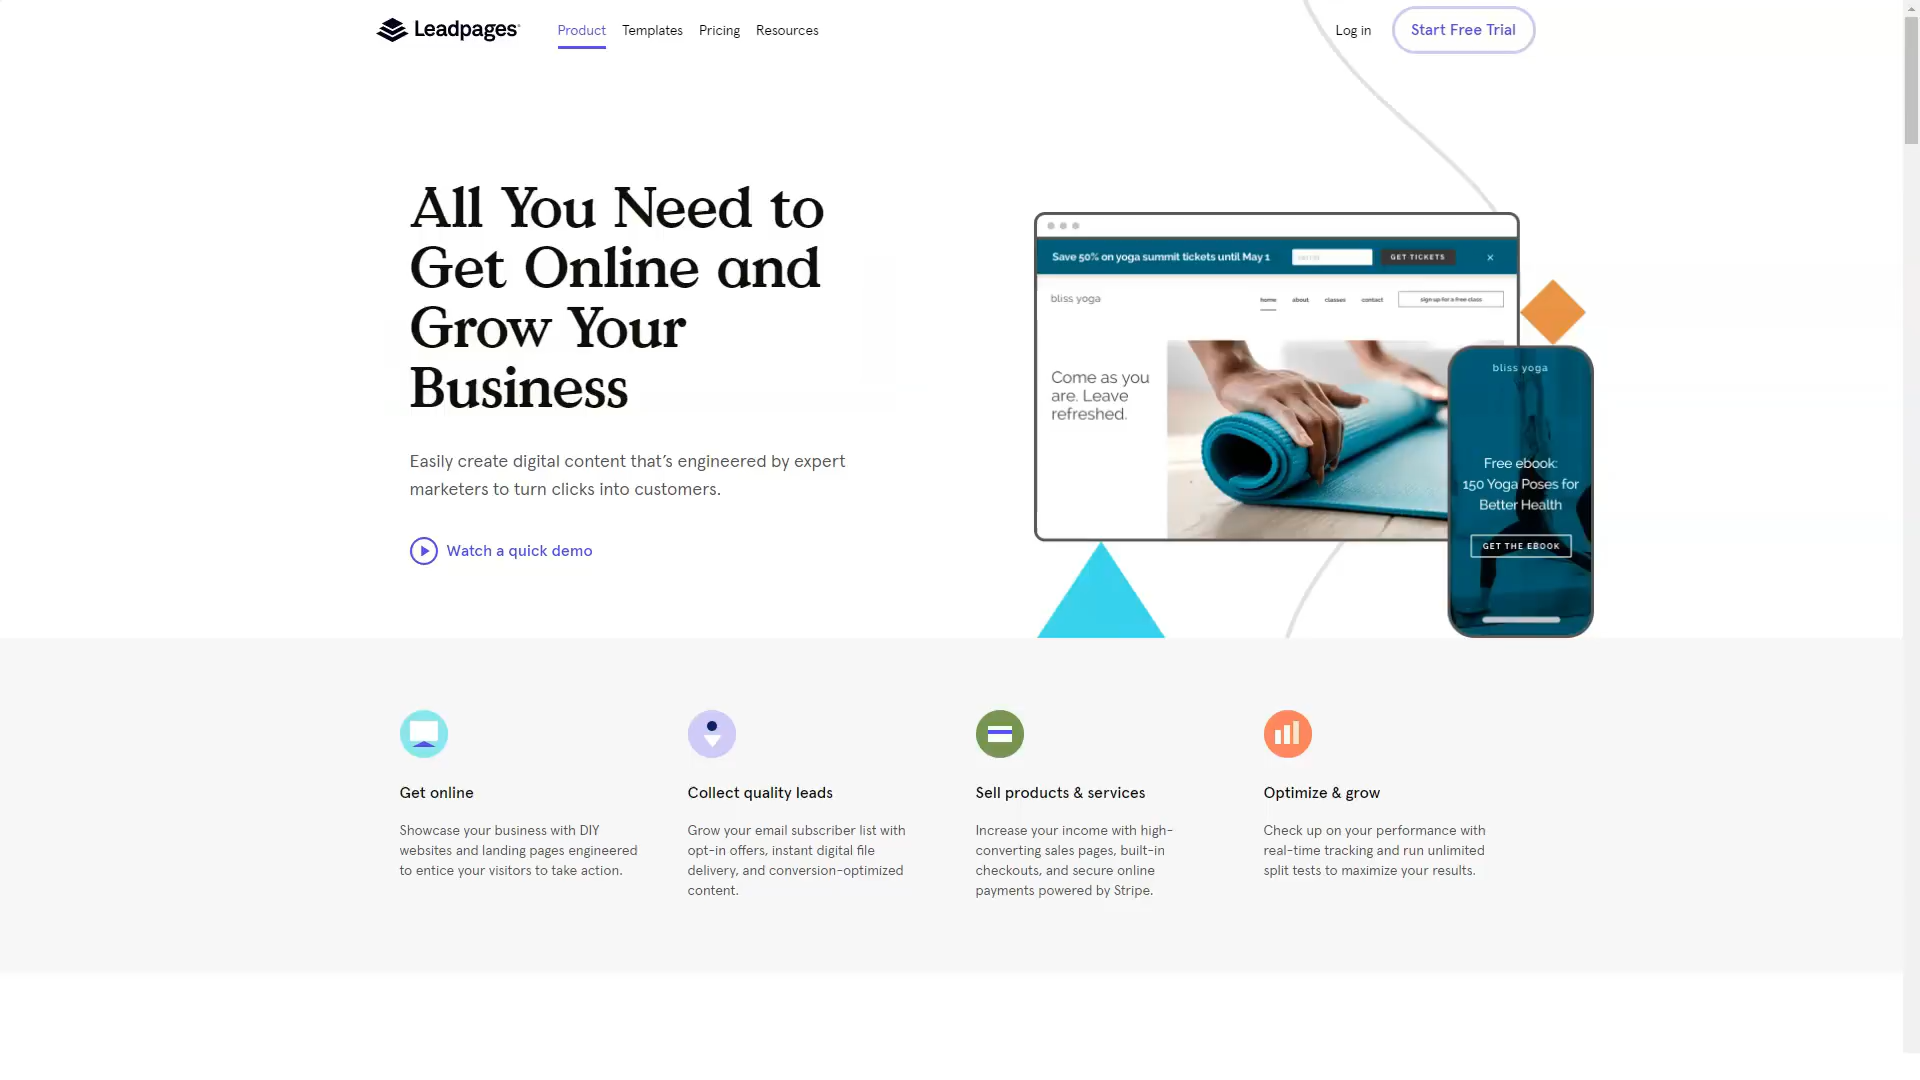 Leadpages
Product
Templates
Pricing
Resources
Log in
Start Free Trial
All You Need to
Get Online and
Grow Your
Business
Easily create digital content that’s engineered by expert
marketers to turn clicks into customers.
Watch a quick demo
Save 50% on yoga summit tickets until May 1
GET TICKETS
×
bliss yoga
home
about
classes
contact
sign up for a free class
Come as you
are. Leave
refreshed.
bliss yoga
Free ebook:
150 Yoga Poses for
Better Health
GET THE EBOOK
Get online
Showcase your business with DIY
websites and landing pages engineered
to entice your visitors to take action.
Collect quality leads
Grow your email subscriber list with
opt-in offers, instant digital file
delivery, and conversion-optimized
content.
Sell products & services
Increase your income with high-
converting sales pages, built-in
checkouts, and secure online
payments powered by Stripe.
Optimize & grow
Check up on your performance with
real-time tracking and run unlimited
split tests to maximize your results.